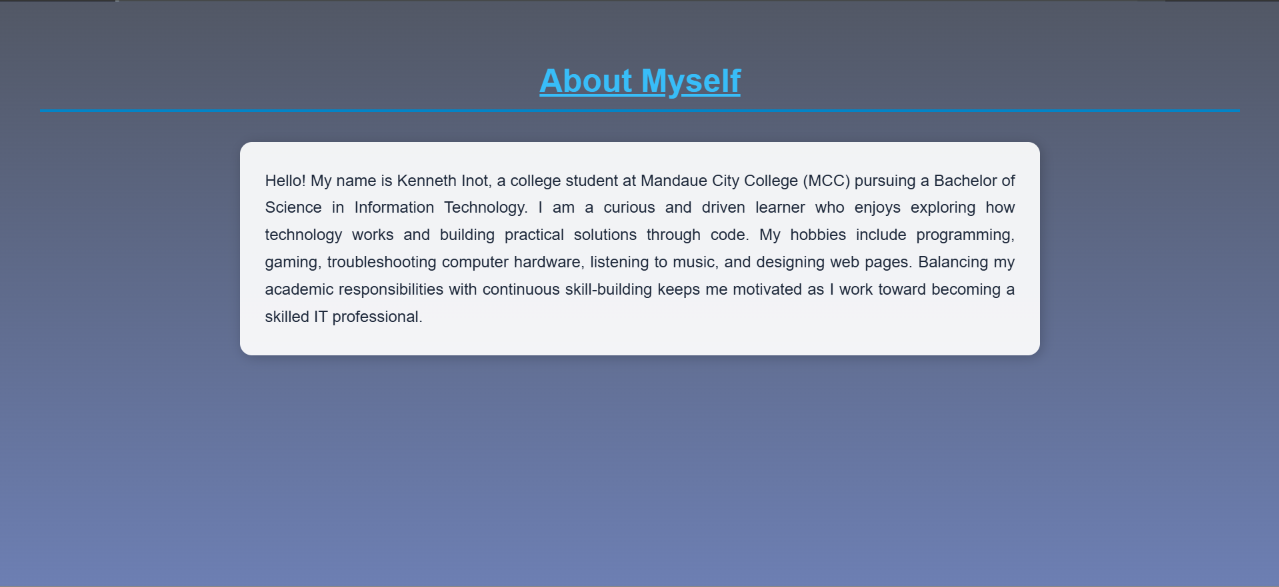 About Myself
Hello! My name is Kenneth Inot, a college student at Mandaue City College (MCC) pursuing a Bachelor of
Science in Information Technology. I am a curious and driven learner who enjoys exploring how
technology works and building practical solutions through code. My hobbies include programming,
gaming, troubleshooting computer hardware, listening to music, and designing web pages. Balancing my
academic responsibilities with continuous skill-building keeps me motivated as I work toward becoming a
skilled IT professional.